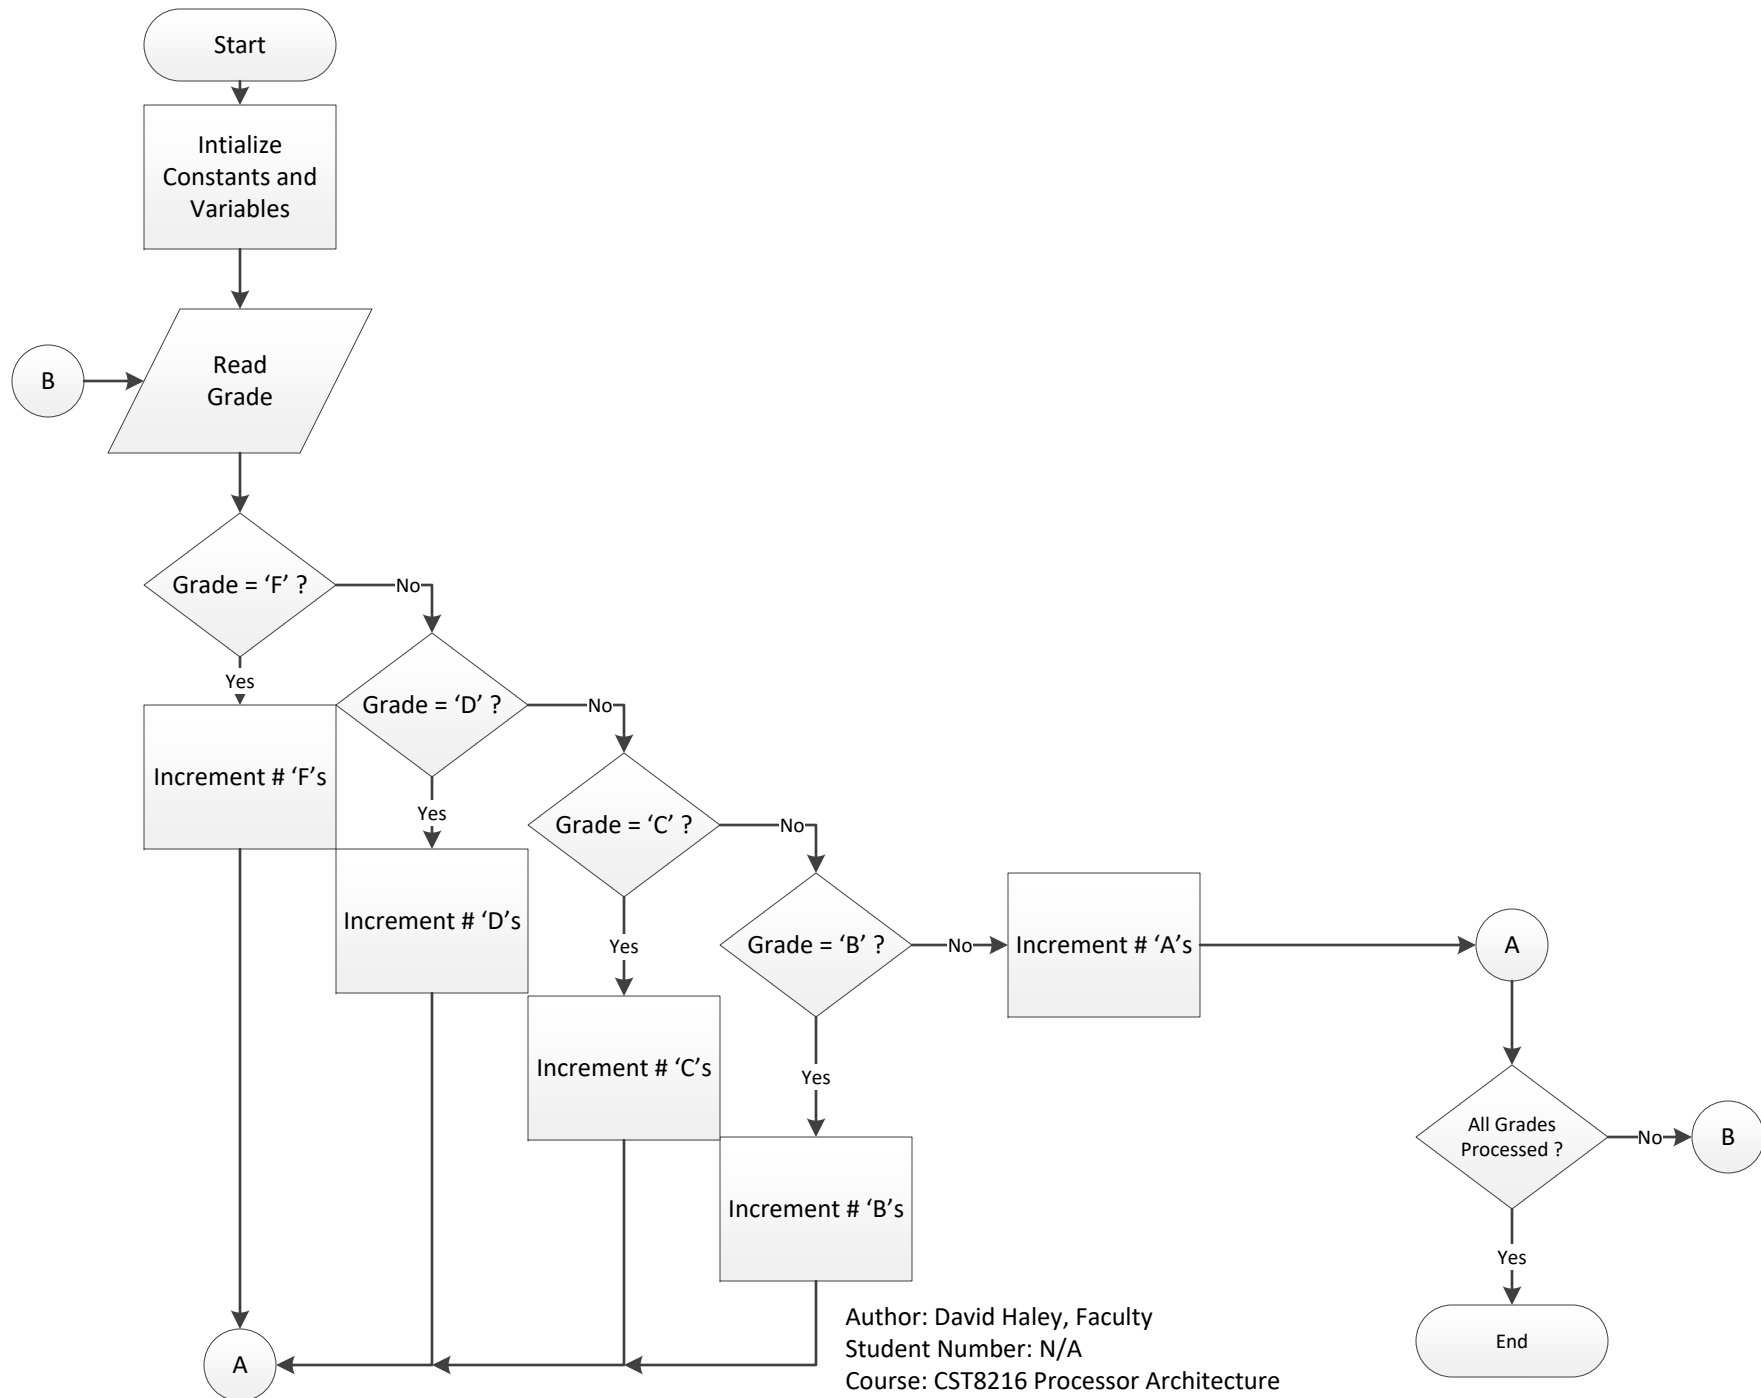 Start
Intialize
Constants and
Variables
B
Read
Grade
Grade = ‘F’ ?
No
Yes
Grade = ‘D’ ?
No
Increment # ‘F’s
Yes
Grade = ‘C’ ?
No
Increment # ‘D’s
Yes
Grade = ‘B’ ?
No
Increment # ‘A’s
A
Increment # ‘C’s
Yes
All Grades
Processed ?
No
B
Increment # ‘B’s
Yes
End
A
Author: David Haley, Faculty
Student Number: N/A
Course: CST8216 Processor Architecture